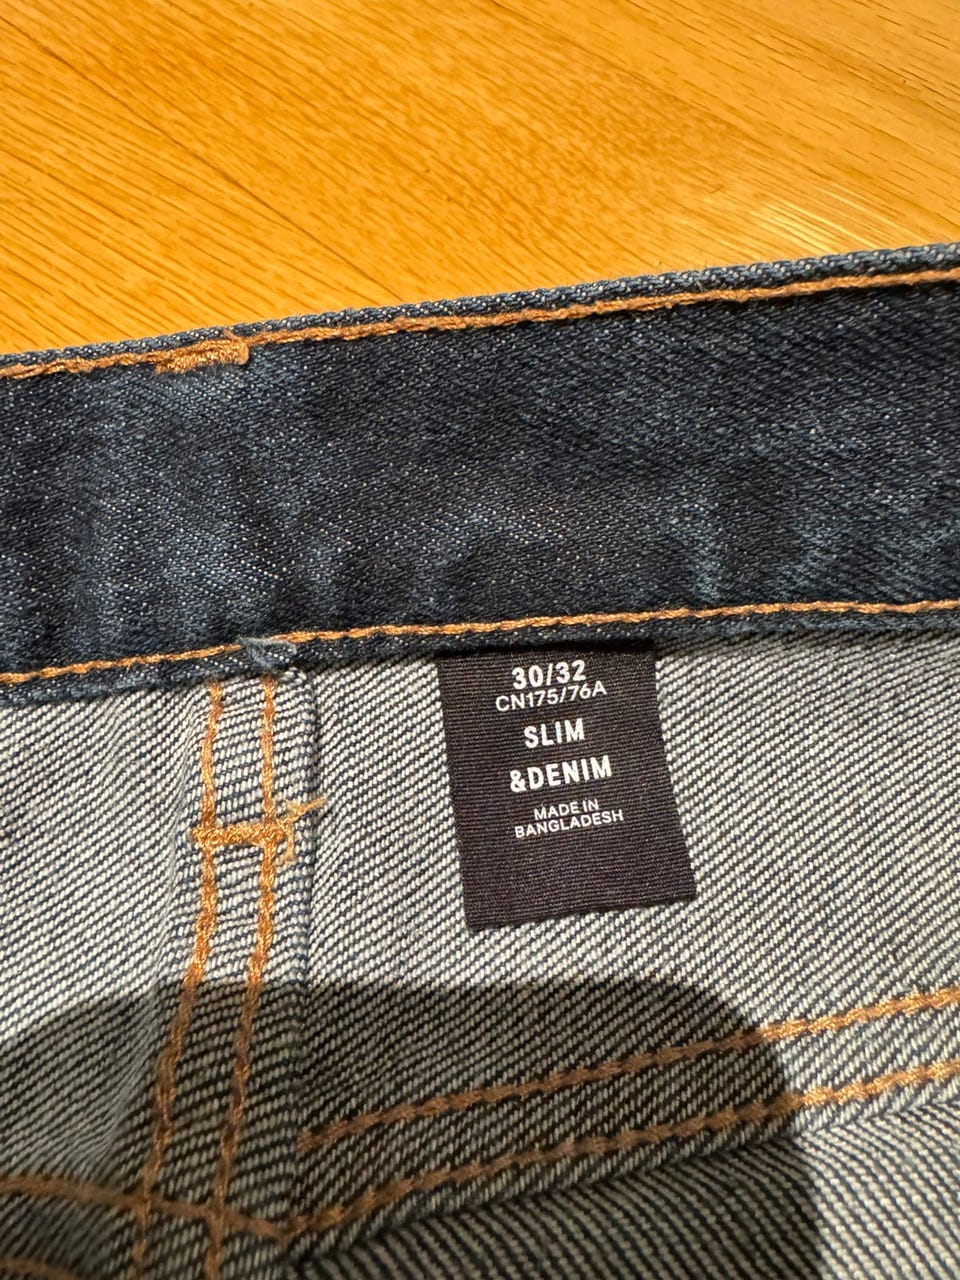 30/32
CN175/76A
SLIM
&DENIM
MADE IN
BANGLADESH